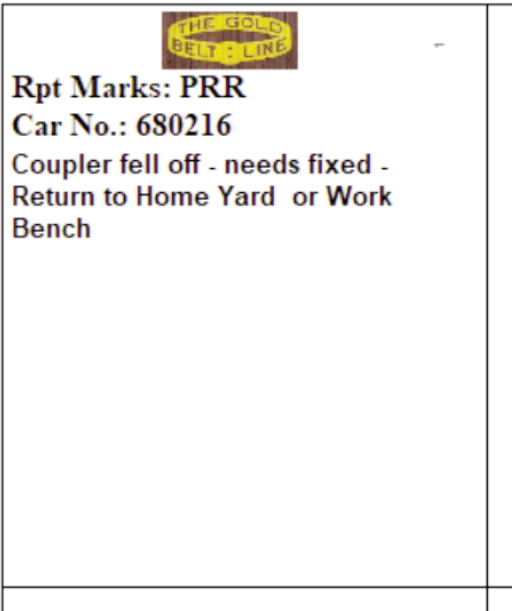 THE GOLD
BELT : LINE
Rpt Marks: PRR
Car No.: 680216
Coupler fell off - needs fixed -
Return to Home Yard  or Work
Bench